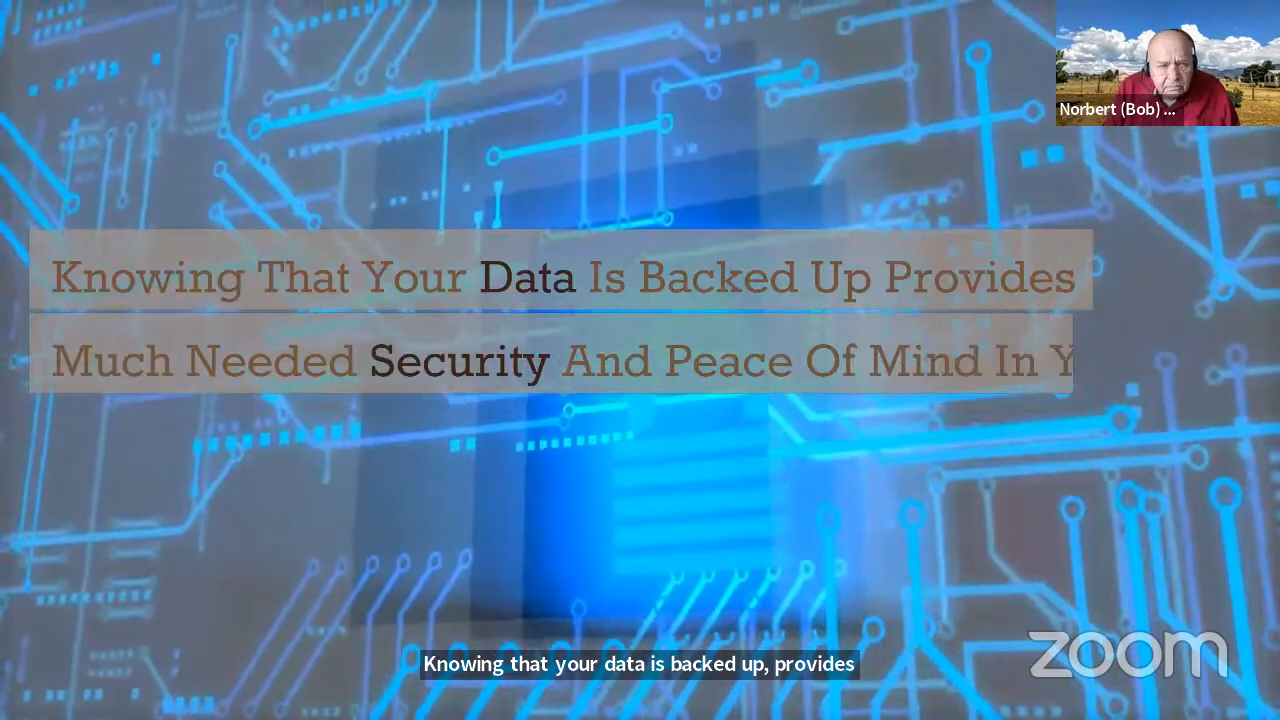 Norbert (Bob) ...
Knowing That Your Data Is Backed Up Provides
Much Needed Security And Peace Of Mind In Y
Knowing that your data is backed up, provides
zoom